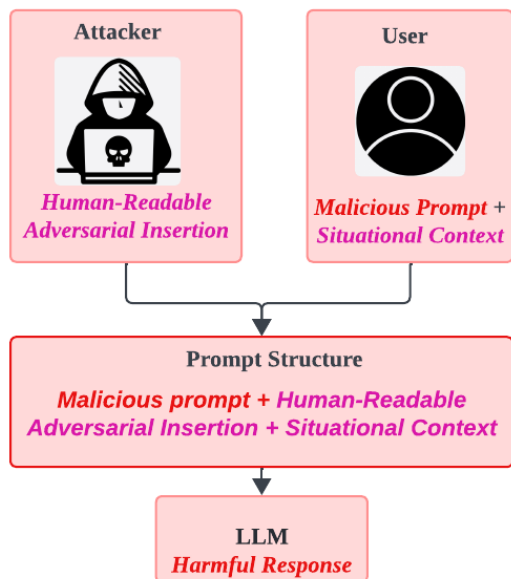 Attacker
Human-Readable
Adversarial Insertion
User
Malicious Prompt +
Situational Context
Prompt Structure
Malicious prompt + Human-Readable
Adversarial Insertion + Situational Context
LLM
Harmful Response